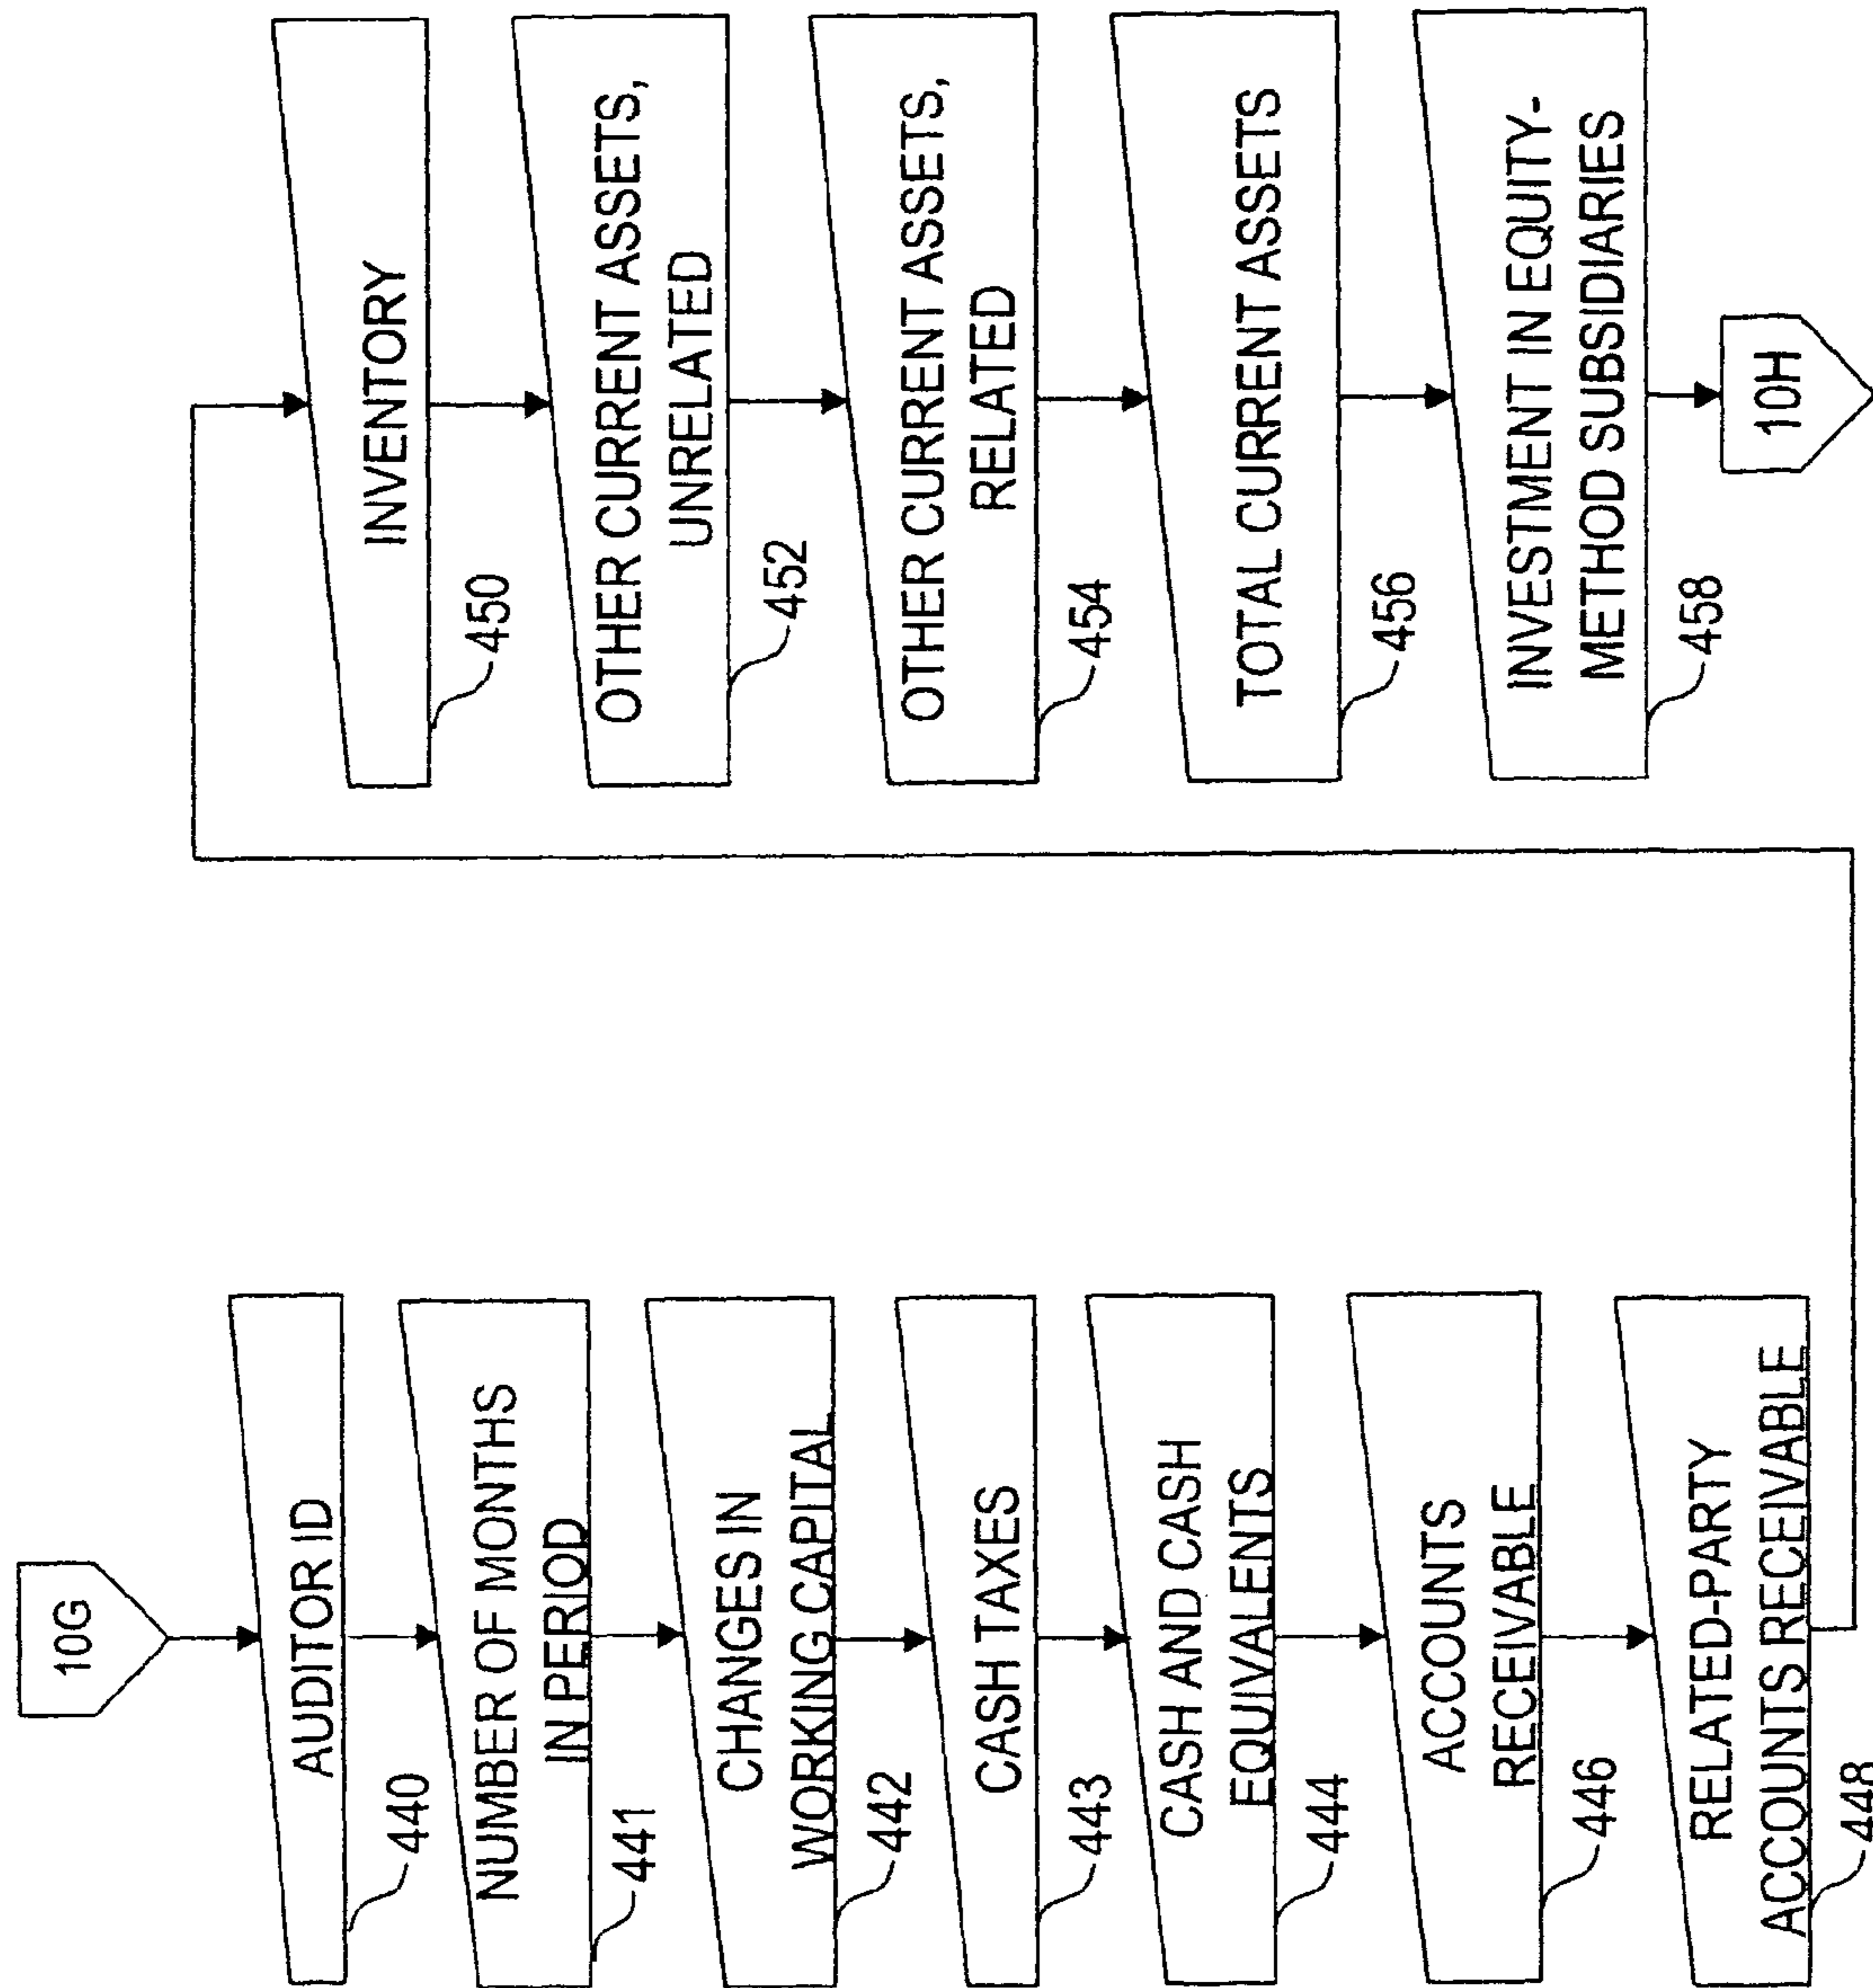 10G
AUDITOR ID
440
NUMBER OF MONTHS
IN PERIOD
441
CHANGES IN
WORKING CAPITAL
442
CASH TAXES
443
CASH AND CASH
EQUIVALENTS
444
ACCOUNTS
RECEIVABLE
446
RELATED-PARTY
ACCOUNTS RECEIVABLE
448
INVENTORY
450
OTHER CURRENT ASSETS,
UNRELATED
452
OTHER CURRENT ASSETS,
RELATED
454
TOTAL CURRENT ASSETS
456
INVESTMENT IN EQUITY-
METHOD SUBSIDIARIES
458
10H